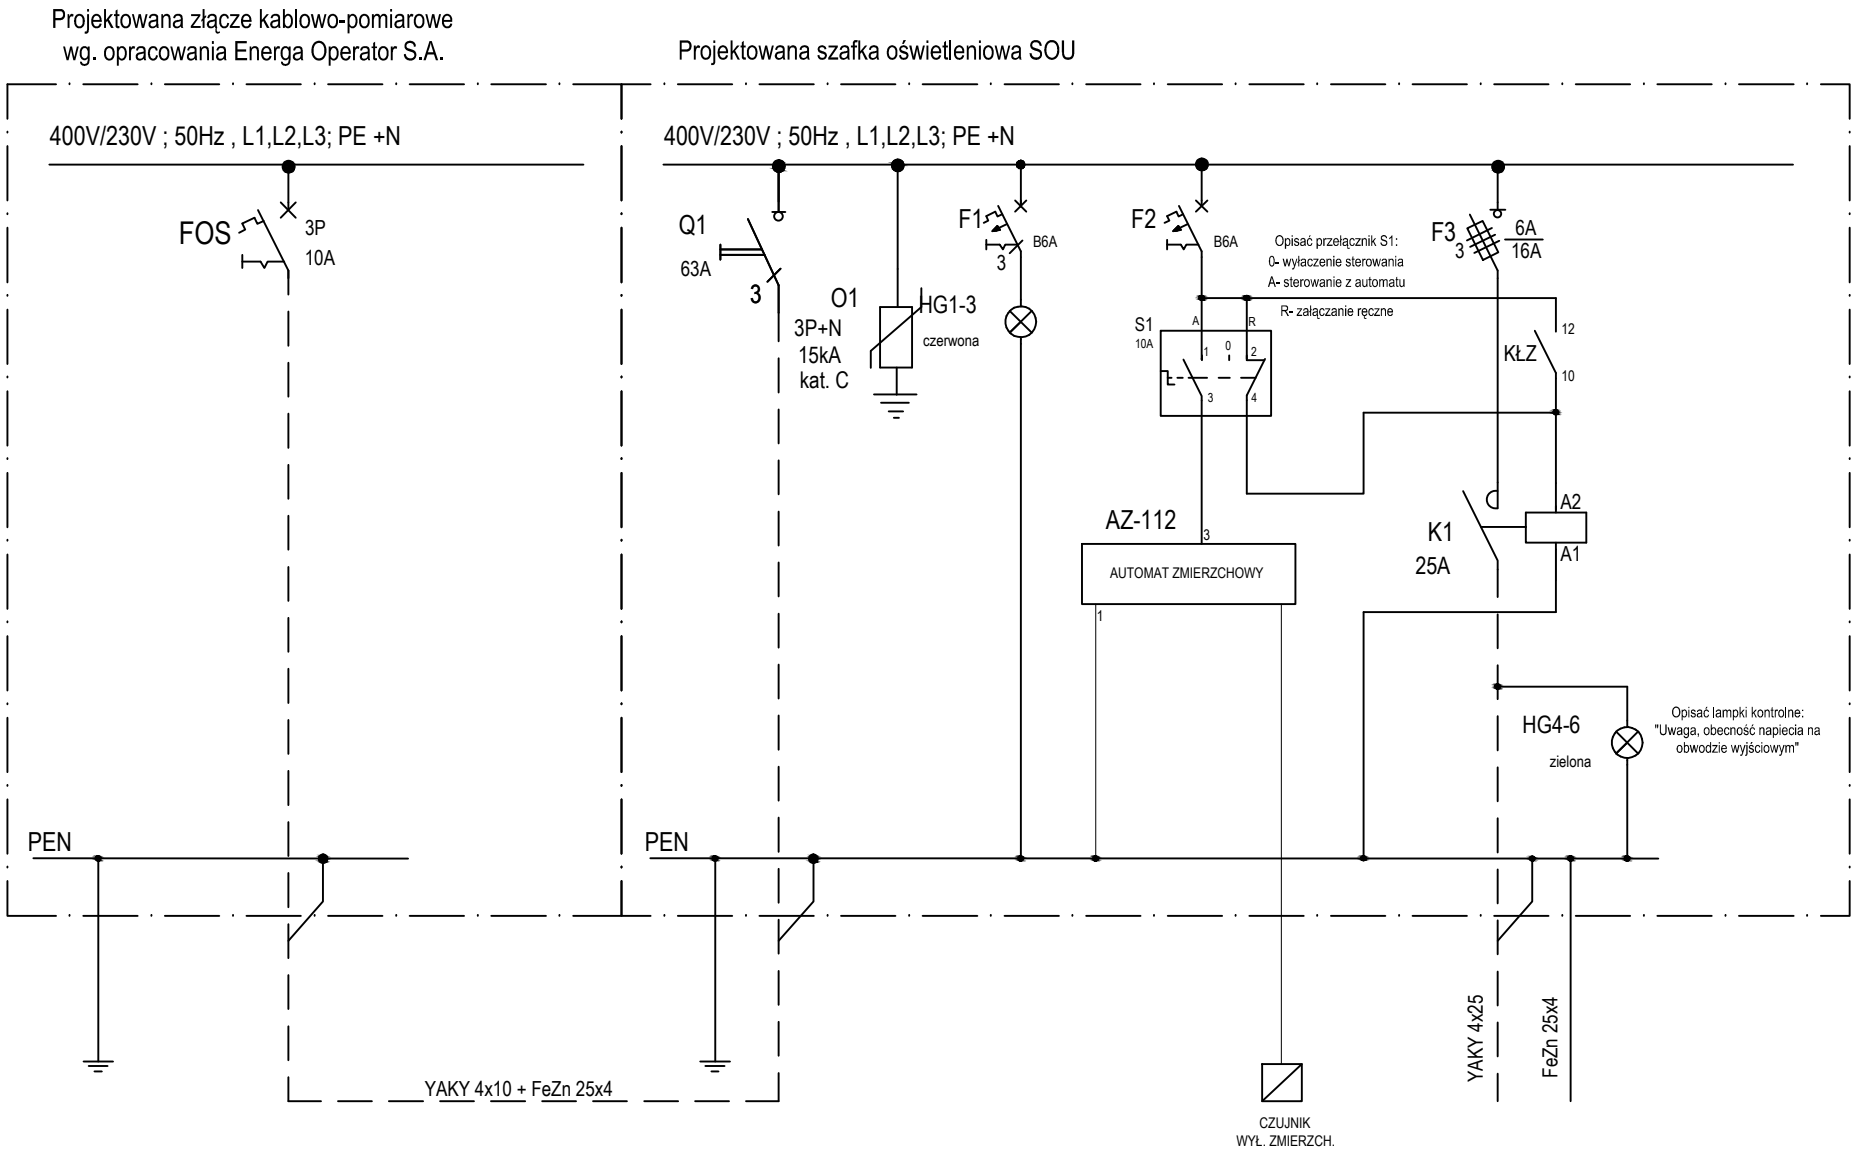 Projektowana złącze kablowo-pomiarowe
wg. opracowania Energa Operator S.A.
Projektowana szafka oświetleniowa SOU
400V/230V ; 50Hz , L1,L2,L3; PE +N
400V/230V ; 50Hz , L1,L2,L3; PE +N
FOS
3P
10A
Q1
63A
3
O1
3P+N
15kA
kat. C
HG1-3
czerwona
F1
B6A
3
F2
B6A
Opisać przełącznik S1:
0- wyłaczenie sterowania
A- sterowanie z automatu
R- załączanie ręczne
F3
3
6A
16A
S1
10A
A
R
1
0
2
3
4
12
KŁZ
10
AZ-112
3
AUTOMAT ZMIERZCHOWY
1
K1
25A
A2
A1
HG4-6
zielona
Opisać lampki kontrolne:
"Uwaga, obecność napiecia na
obwodzie wyjściowym"
PEN
PEN
YAKY 4x10 + FeZn 25x4
YAKY 4x25
FeZn 25x4
CZUJNIK
WYŁ. ZMIERZCH.